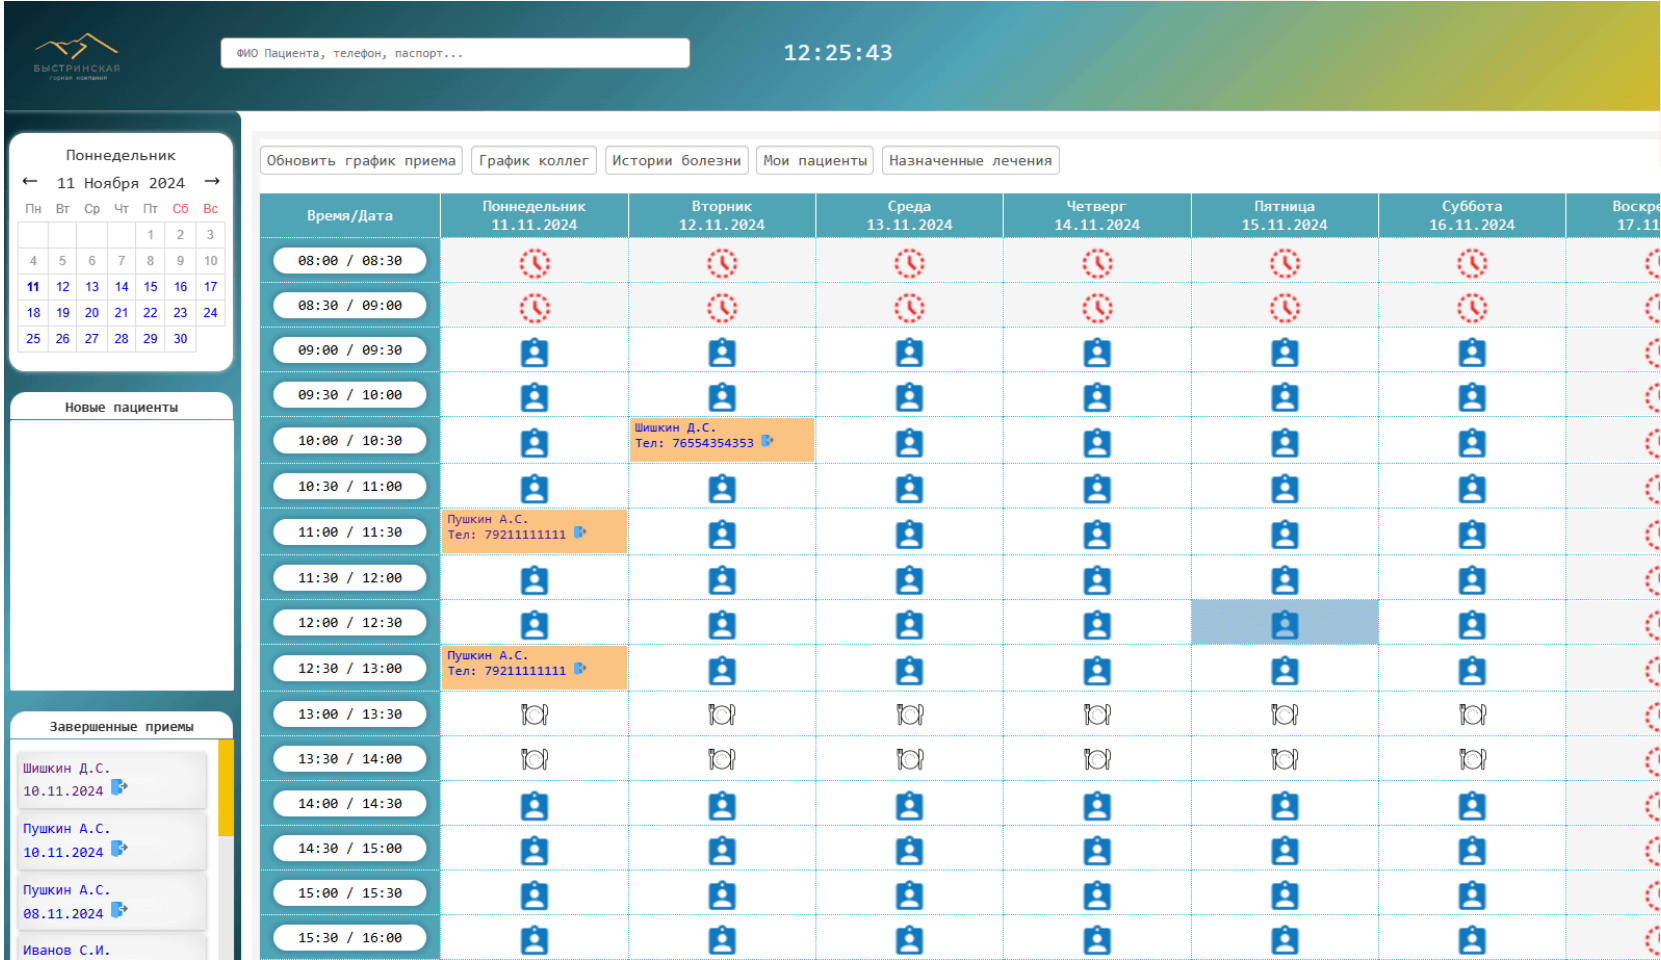 БЫСТРИНСКАЯ
горная компания
ФИО Пациента, телефон, паспорт...
12:25:43
Поннедельник
← 11 Ноября 2024 →
Пн Вт Ср Чт Пт Сб Вс
1 2 3
4 5 6 7 8 9 10
11 12 13 14 15 16 17
18 19 20 21 22 23 24
25 26 27 28 29 30
Новые пациенты
Завершенные приемы
Шишкин Д.С.
10.11.2024
Пушкин А.С.
10.11.2024
Пушкин А.С.
08.11.2024
Иванов С.И.
Обновить график приема График коллег Истории болезни Мои пациенты Назначенные лечения
Время/Дата
Поннедельник
11.11.2024
Вторник
12.11.2024
Среда
13.11.2024
Четверг
14.11.2024
Пятница
15.11.2024
Суббота
16.11.2024
Воскре
17.11
08:00 / 08:30
08:30 / 09:00
09:00 / 09:30
09:30 / 10:00
10:00 / 10:30
Шишкин Д.С.
Тел: 76554354353
10:30 / 11:00
11:00 / 11:30
Пушкин А.С.
Тел: 79211111111
11:30 / 12:00
12:00 / 12:30
12:30 / 13:00
Пушкин А.С.
Тел: 79211111111
13:00 / 13:30
13:30 / 14:00
14:00 / 14:30
14:30 / 15:00
15:00 / 15:30
15:30 / 16:00